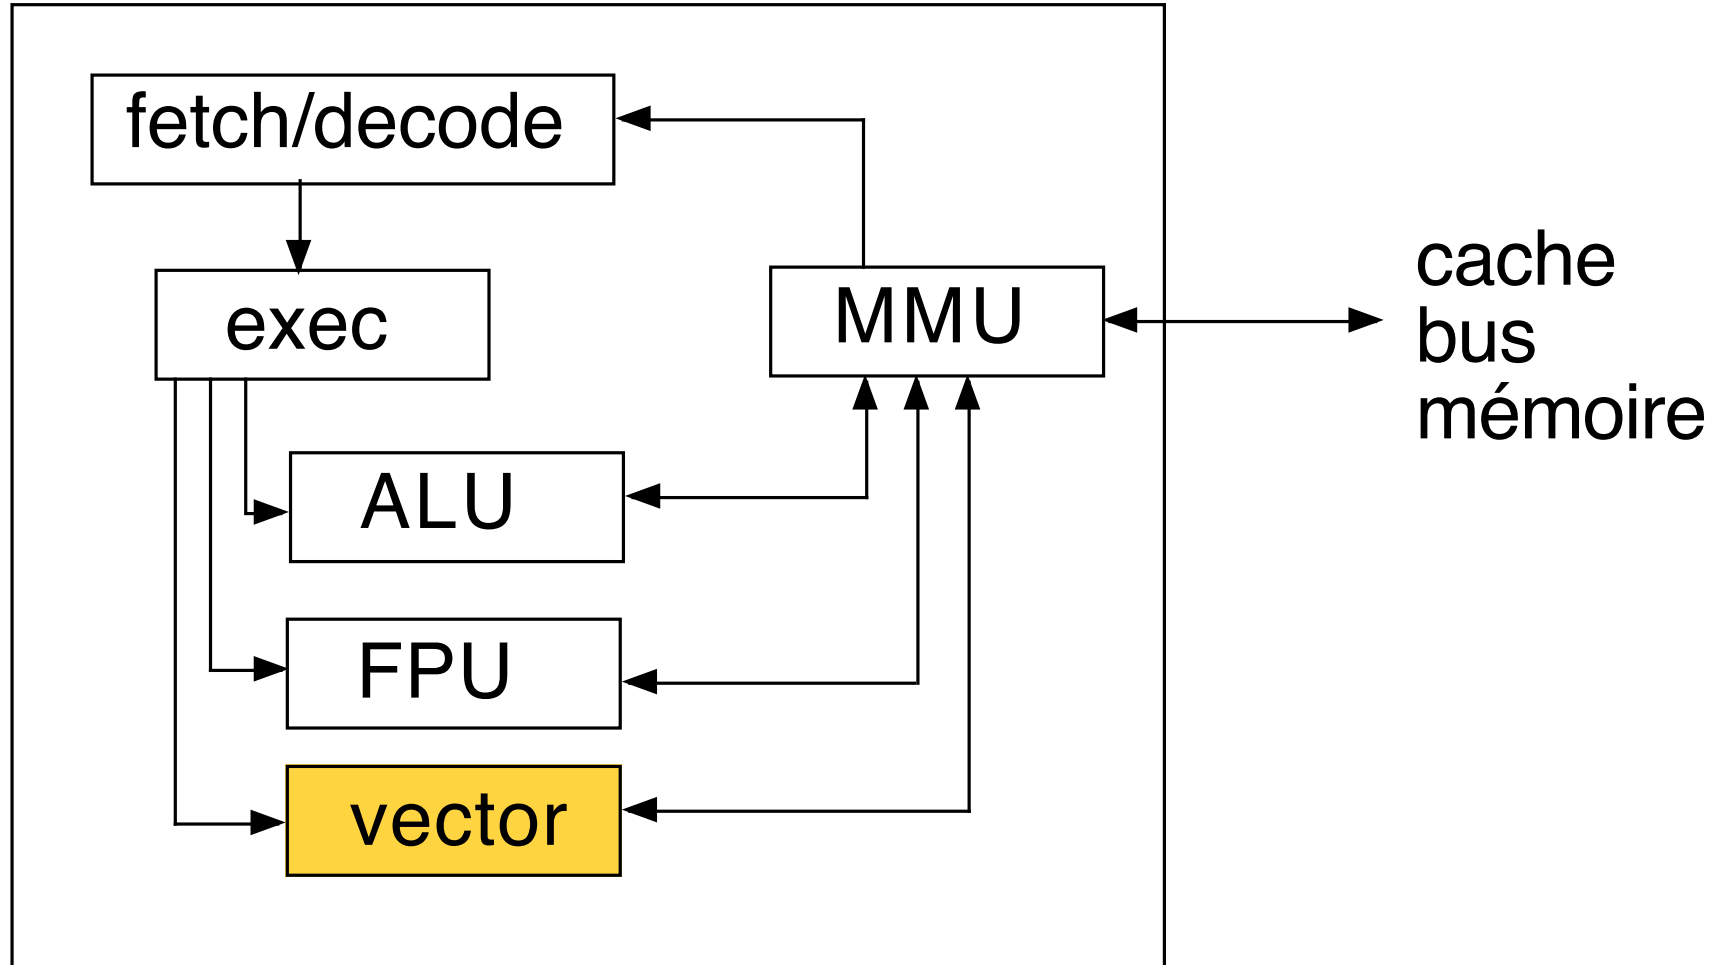 fetch/decode
exec
MMU
cache
bus
mémoire
ALU
FPU
vector